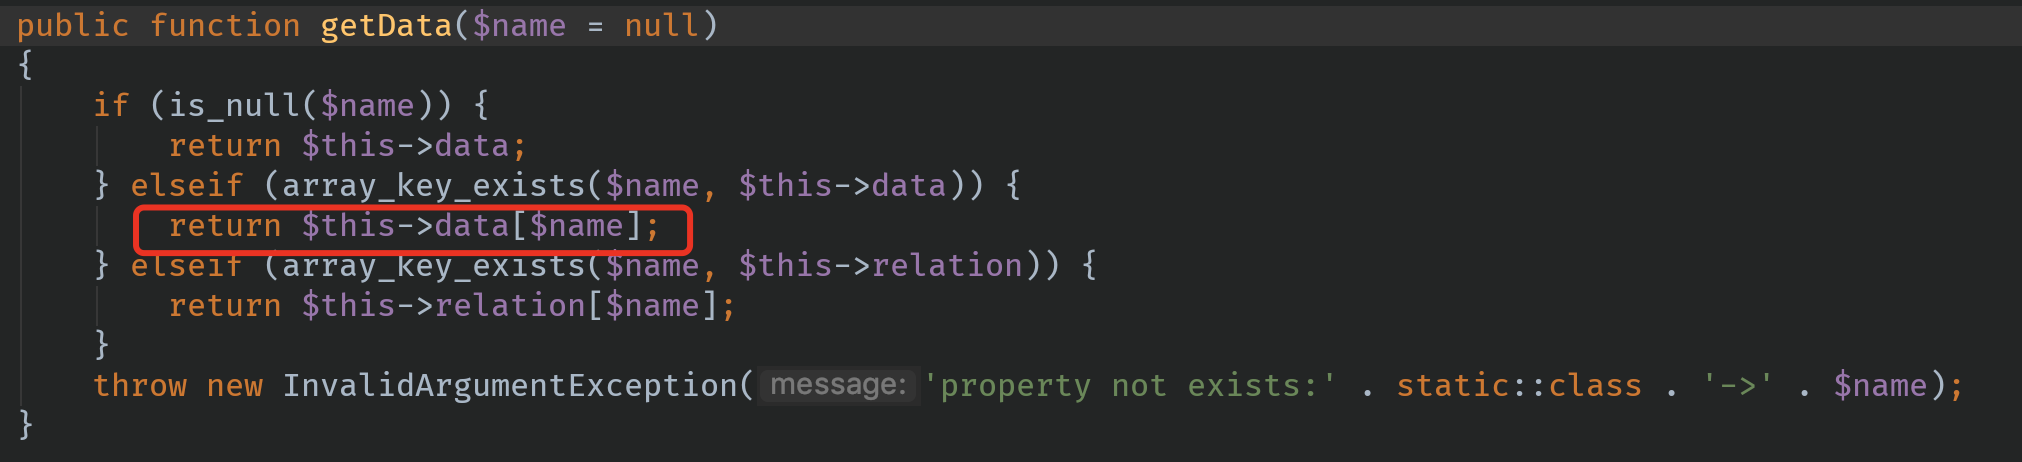 public function getData($name = null)
{
    if (is_null($name)) {
        return $this->data;
    } elseif (array_key_exists($name, $this->data)) {
        return $this->data[$name];
    } elseif (array_key_exists($name, $this->relation)) {
        return $this->relation[$name];
    }
    throw new InvalidArgumentException( message: 'property not exists:' . static::class . '->' . $name);
}